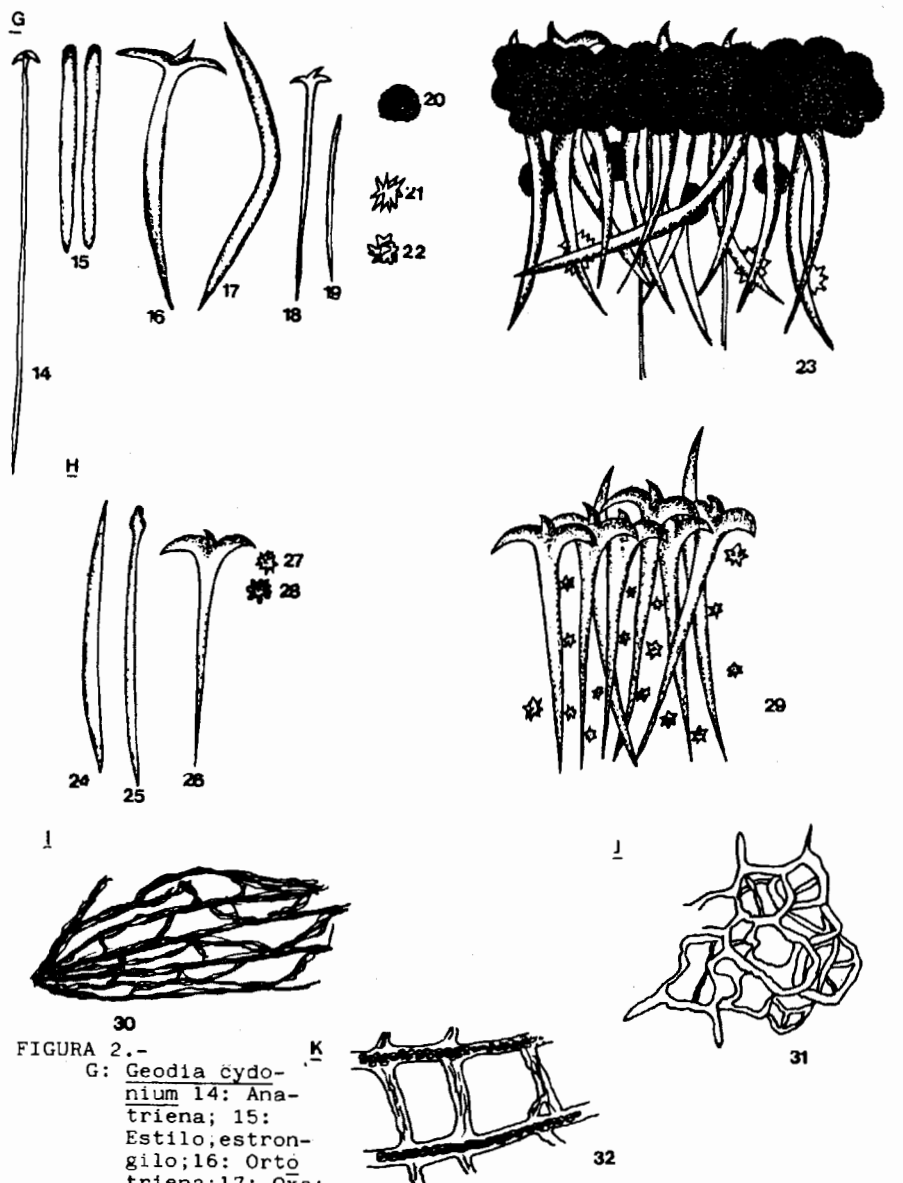 G
20
21
22
15
16
17
18
19
14
23
H
27
28
24
25
26
29
I
J
30
31
FIGURA 2.-
K
G: Geodia cydo-
nium 14: Ana-
triena; 15:
Estilo;estron-
gilo;16: Orto
triena;17: Oxa;
32